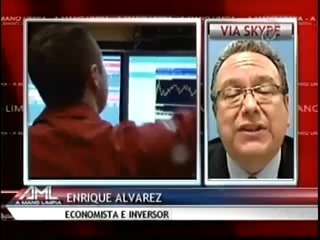 VIA SKYPE
AML
A MANO LIMPIA
ENRIQUE ALVAREZ
ECONOMISTA E INVERSOR